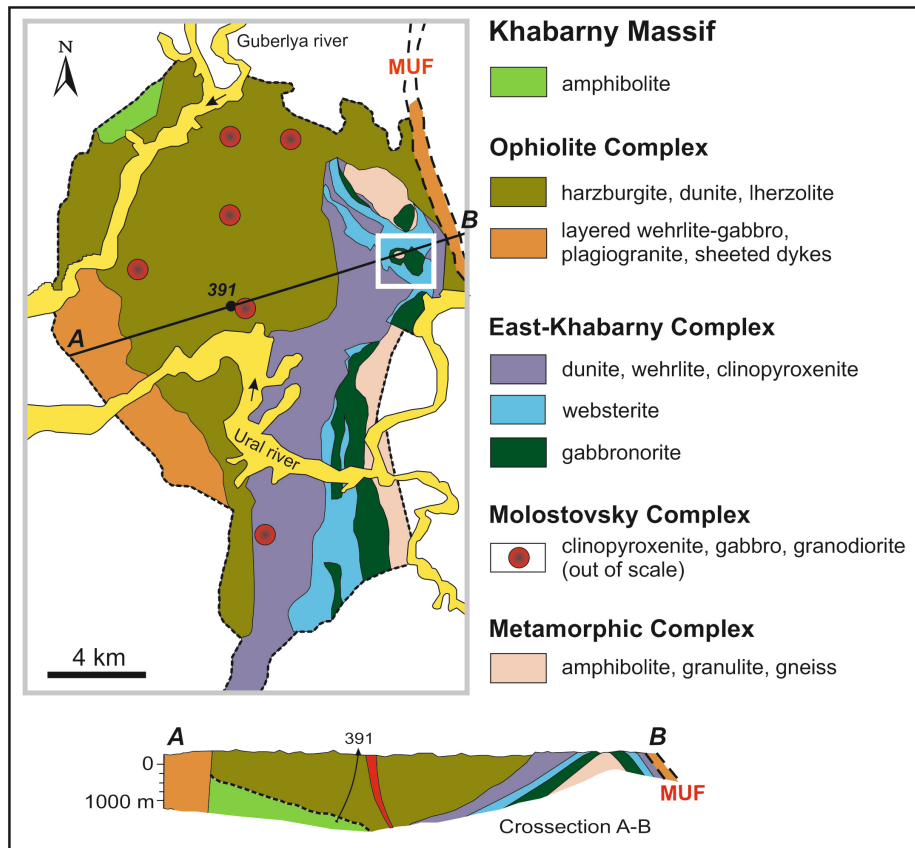 Guberlya river
N
MUF
B
391
A
Ural river
4 km
Khabarny Massif
amphibolite
Ophiolite Complex
harzburgite, dunite, lherzolite
layered wehrlite-gabbro,
plagiogranite, sheeted dykes
East-Khabarny Complex
dunite, wehrlite, clinopyroxenite
websterite
gabbronorite
Molostovsky Complex
clinopyroxenite, gabbro, granodiorite
(out of scale)
Metamorphic Complex
amphibolite, granulite, gneiss
A
391
B
0
1000 m
MUF
Crossection A-B